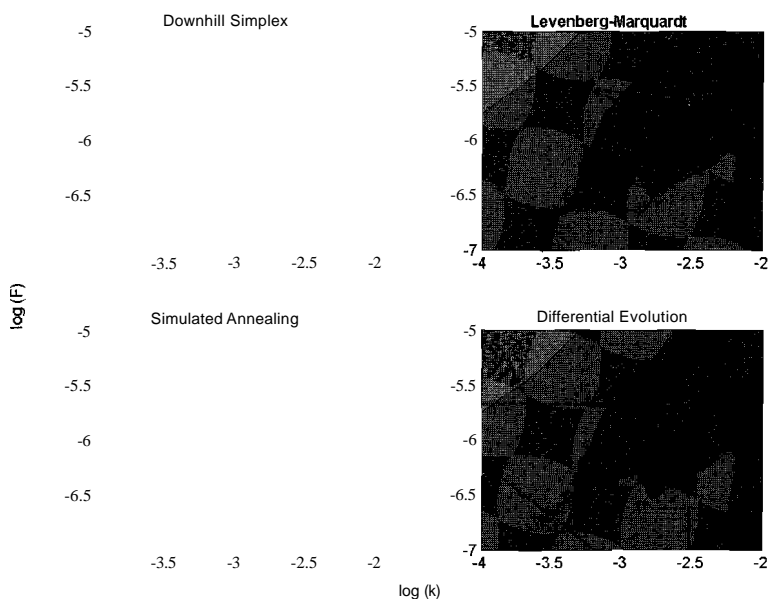 Downhill Simplex
-5
-5.5
-6
-6.5
-3.5 -3 -2.5 -2
Levenberg-Marquardt
-5
-5.5
-6
-6.5
-7
-4 -3.5 -3 -2.5 -2
log (F)
Simulated Annealing
-5
-5.5
-6
-6.5
-3.5 -3 -2.5 -2
Differential Evolution
-5
-5.5
-6
-6.5
-7
-4 -3.5 -3 -2.5 -2
log (k)